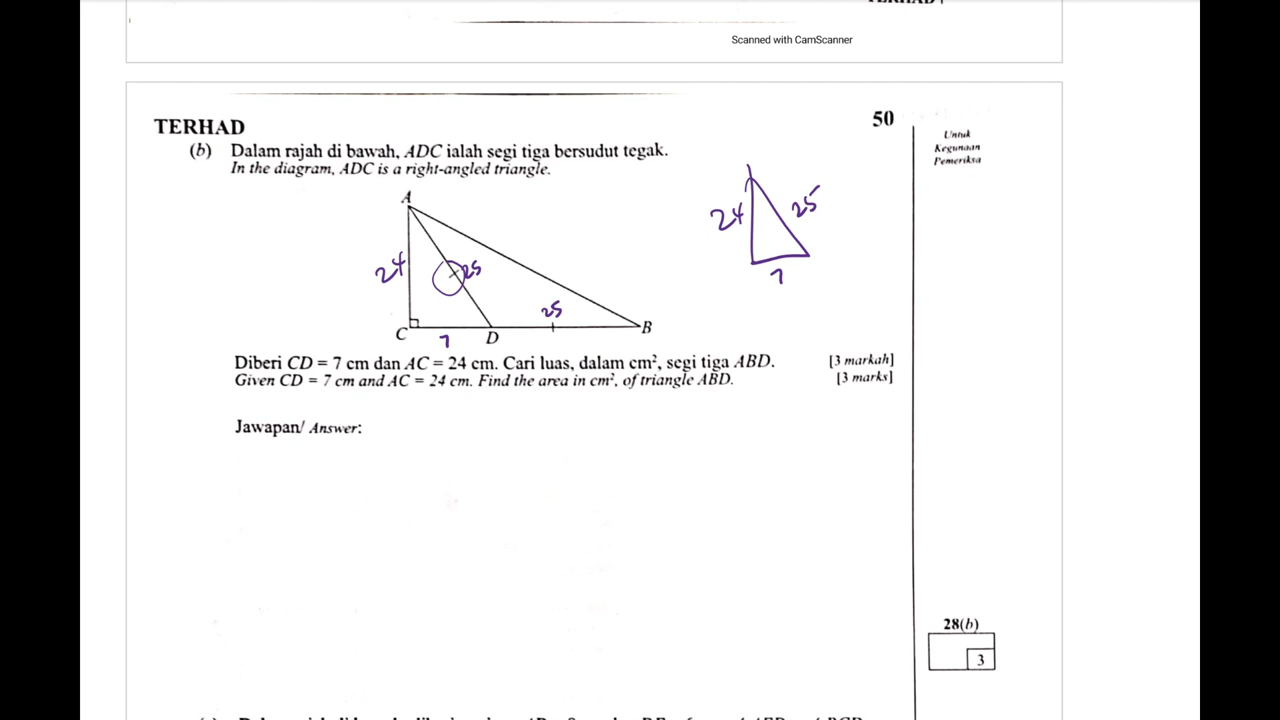 Scanned with CamScanner
TERHAD
50
Untuk
Kegunaan
Pemeriksa
(b) Dalam rajah di bawah, ADC ialah segi tiga bersudut tegak.
In the diagram, ADC is a right-angled triangle.
A
24
25
24
25
7
25
C
7
D
B
Diberi CD = 7 cm dan AC = 24 cm. Cari luas, dalam cm², segi tiga ABD. [3 markah]
Given CD = 7 cm and AC = 24 cm. Find the area in cm², of triangle ABD. [3 marks]
Jawapan/ Answer:
28(b)
3